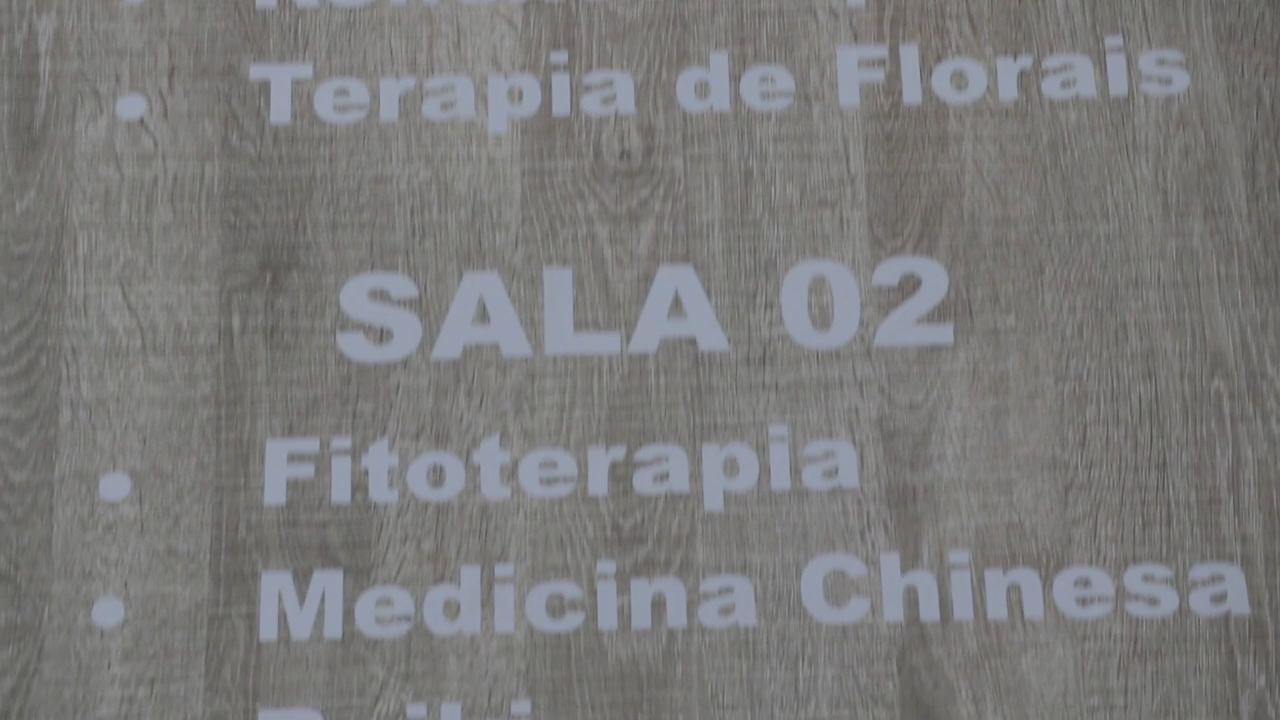 • Terapia de Florais
SALA 02
• Fitoterapia
• Medicina Chinesa